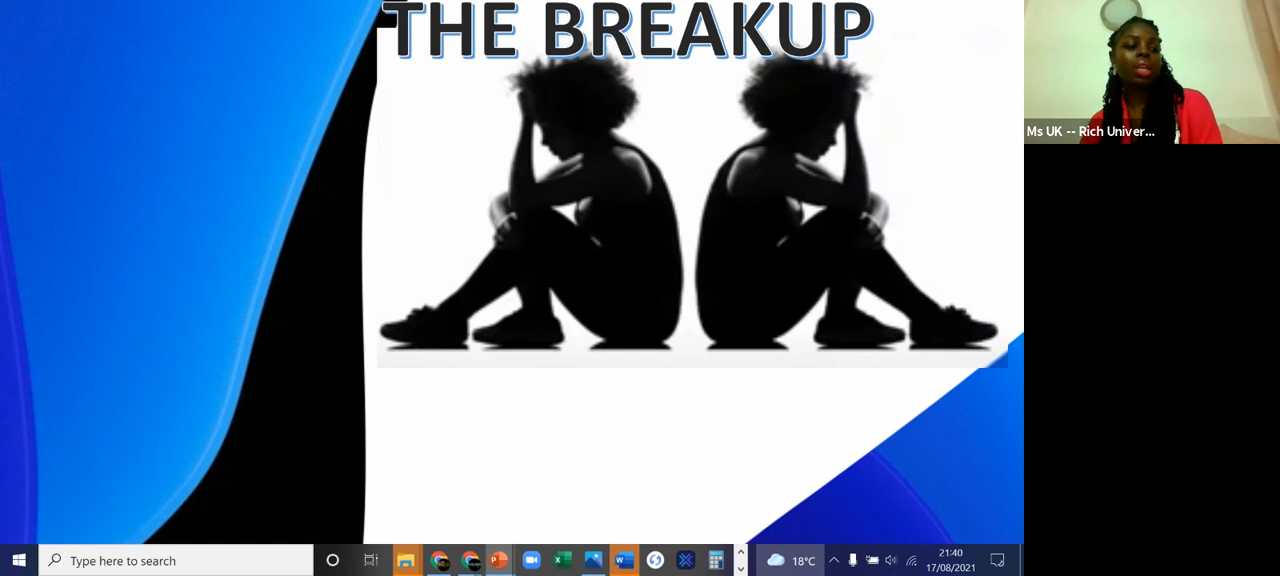 THE BREAKUP
Ms UK -- Rich Univer...
Type here to search
18°C
21:40
17/08/2021